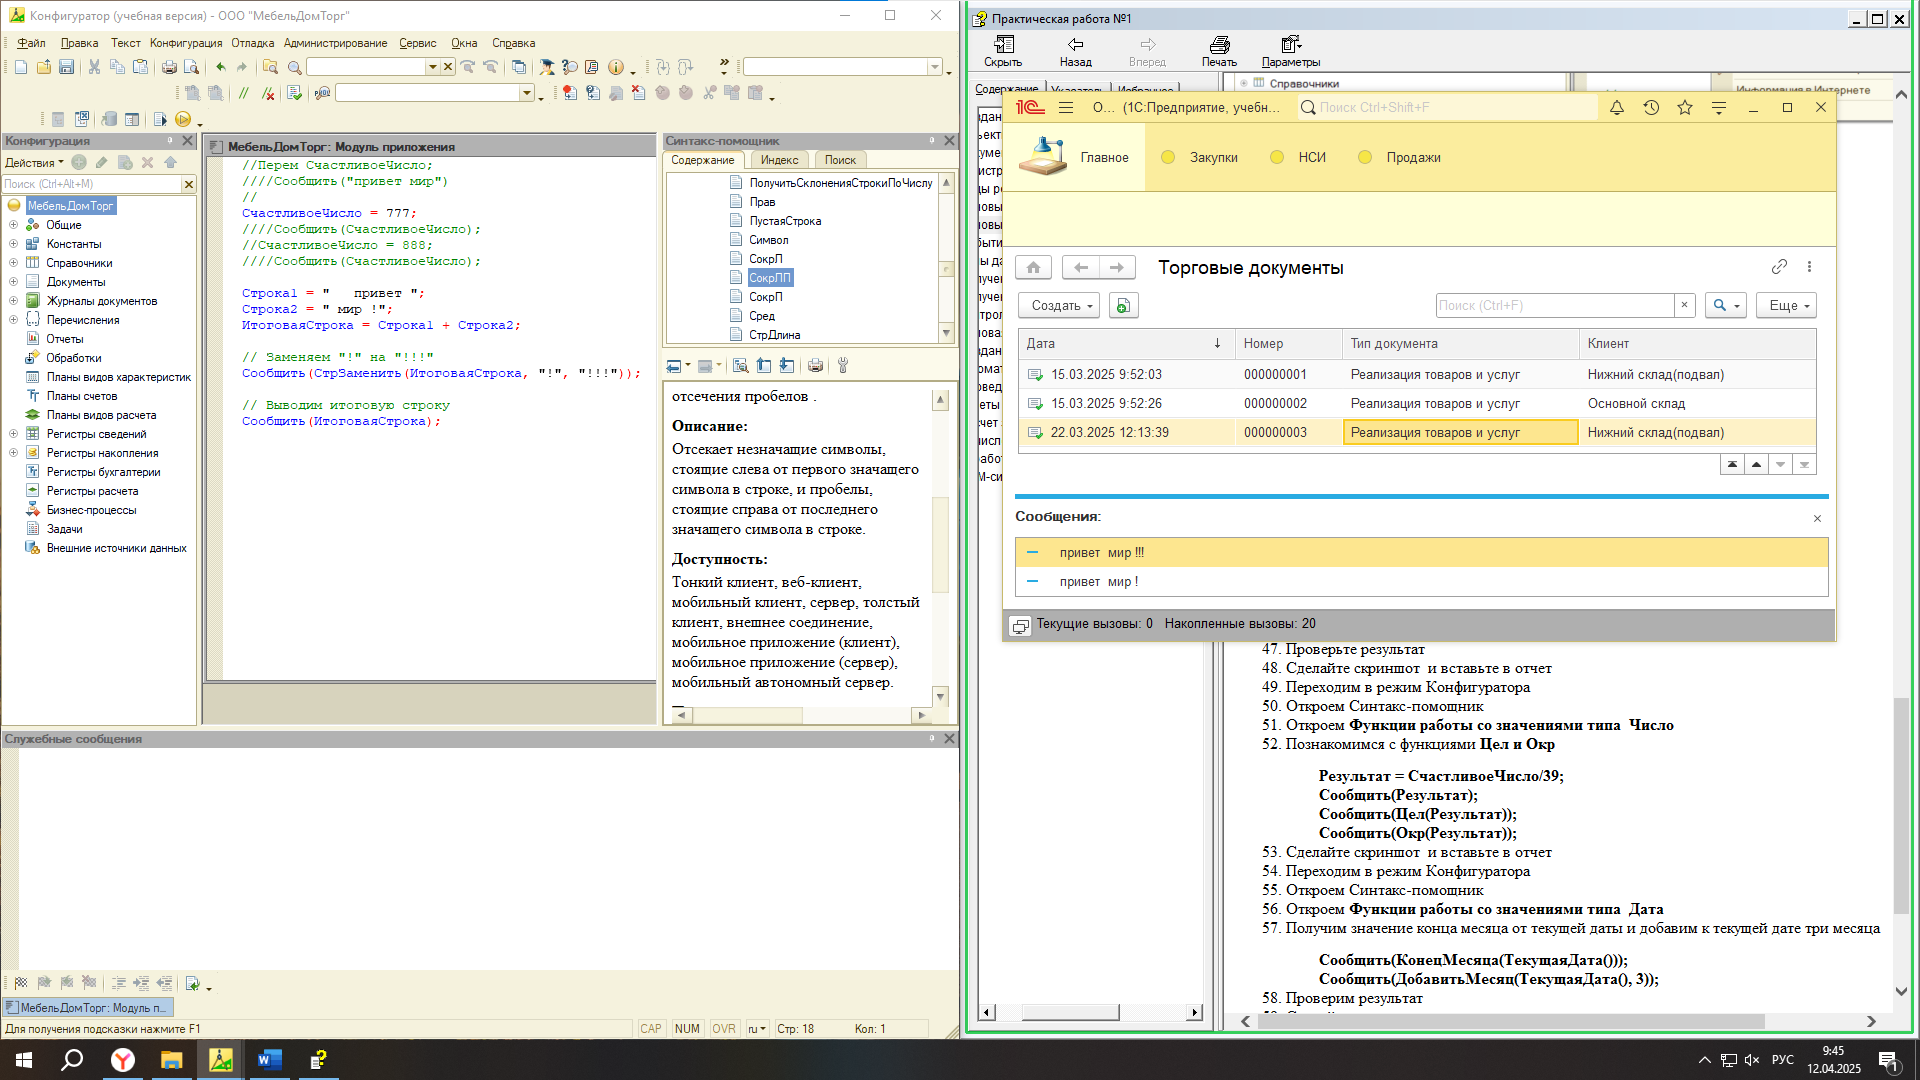 Конфигуратор (учебная версия) - ООО "МебельДомТорг"
Файл Правка Текст Конфигурация Отладка Администрирование Сервис Окна Справка
Конфигурация
Действия
Поиск (Ctrl+Alt+M)
МебельДомТорг
Общие
Константы
Справочники
Документы
Журналы документов
Перечисления
Отчеты
Обработки
Планы видов характеристик
Планы счетов
Планы видов расчета
Регистры сведений
Регистры накопления
Регистры бухгалтерии
Регистры расчета
Бизнес-процессы
Задачи
Внешние источники данных
МебельДомТорг: Модуль приложения
//Перем СчастливоеЧисло;
////Сообщить("привет мир")
//
СчастливоеЧисло = 777;
////Сообщить(СчастливоеЧисло);
//СчастливоеЧисло = 888;
////Сообщить(СчастливоеЧисло);
Строка1 = "   привет ";
Строка2 = " мир !";
ИтоговаяСтрока = Строка1 + Строка2;
// Заменяем "!" на "!!!"
Сообщить(СтрЗаменить(ИтоговаяСтрока, "!", "!!!"));
// Выводим итоговую строку
Сообщить(ИтоговаяСтрока);
Синтакс-помощник
Содержание Индекс Поиск
ПолучитьСклоненияСтрокиПоЧислу
Прав
ПустаяСтрока
Символ
СокрЛ
СокрЛП
СокрП
Сред
СтрДлина
отсечения пробелов .
Описание:
Отсекает незначащие символы,
стоящие слева от первого значащего
символа в строке, и пробелы,
стоящие справа от последнего
значащего символа в строке.
Доступность:
Тонкий клиент, веб-клиент,
мобильный клиент, сервер, толстый
клиент, внешнее соединение,
мобильное приложение (клиент),
мобильное приложение (сервер),
мобильный автономный сервер.
Служебные сообщения
МебельДомТорг: Модуль п...
Для получения подсказки нажмите F1
CAP NUM OVR ru Стр: 18 Кол: 1
Практическая работа №1
Скрыть Назад Вперед Печать Параметры
Содержание Указатель Избранное
Справочники
Информация в Интернете
1С О... (1С:Предприятие, учебн... Поиск Ctrl+Shift+F
Главное Закупки НСИ Продажи
Торговые документы
Создать Поиск (Ctrl+F) × Еще
Дата ↓ Номер Тип документа Клиент
15.03.2025 9:52:03 000000001 Реализация товаров и услуг Нижний склад(подвал)
15.03.2025 9:52:26 000000002 Реализация товаров и услуг Основной склад
22.03.2025 12:13:39 000000003 Реализация товаров и услуг Нижний склад(подвал)
Сообщения:
привет  мир !!!
привет  мир !
Текущие вызовы: 0 Накопленные вызовы: 20
47. Проверьте результат
48. Сделайте скриншот  и вставьте в отчет
49. Переходим в режим Конфигуратора
50. Откроем Синтакс-помощник
51. Откроем Функции работы со значениями типа  Число
52. Познакомимся с функциями Цел и Окр
Результат = СчастливоеЧисло/39;
Сообщить(Результат);
Сообщить(Цел(Результат));
Сообщить(Окр(Результат));
53. Сделайте скриншот  и вставьте в отчет
54. Переходим в режим Конфигуратора
55. Откроем Синтакс-помощник
56. Откроем Функции работы со значениями типа  Дата
57. Получим значение конца месяца от текущей даты и добавим к текущей дате три месяца
Сообщить(КонецМесяца(ТекущаяДата()));
Сообщить(ДобавитьМесяц(ТекущаяДата(), 3));
58. Проверим результат
РУС
9:45
12.04.2025
1